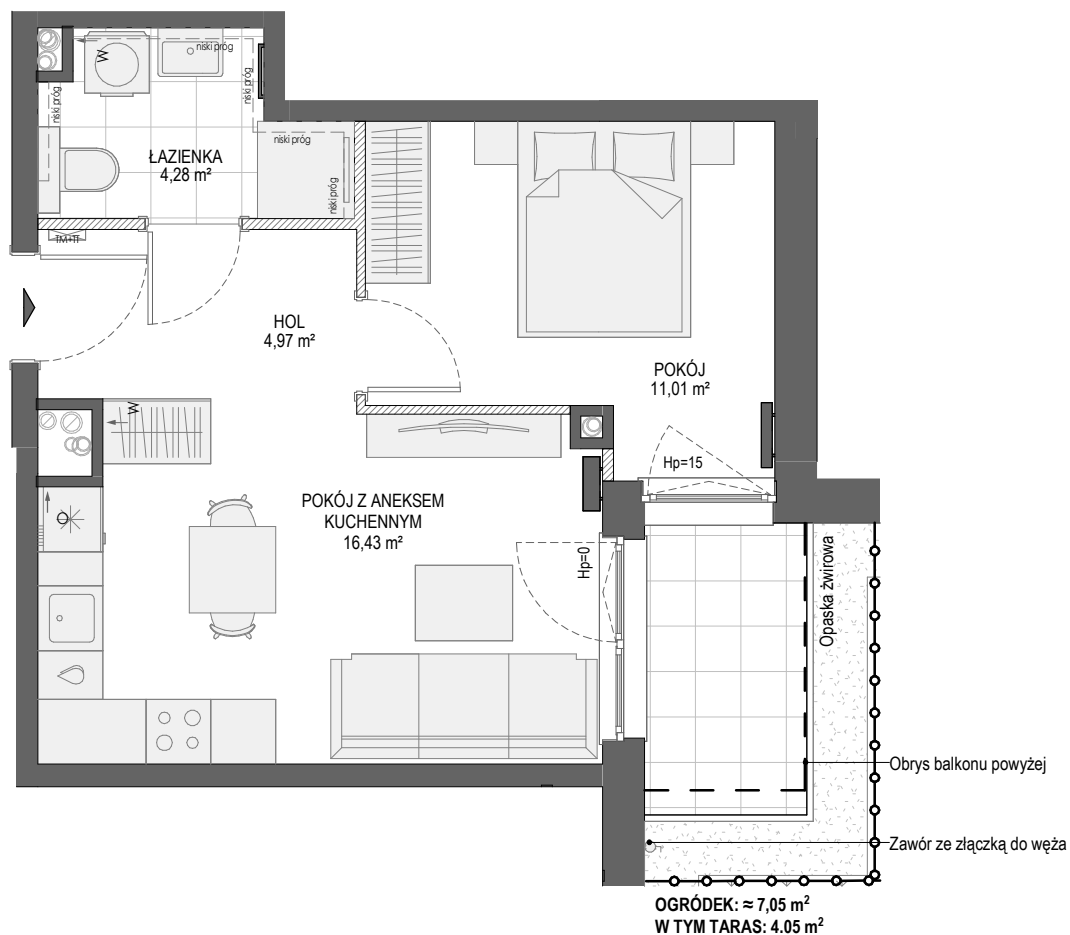 niski próg
W
niski próg
niski próg
niski próg
niski próg
ŁAZIENKA
4,28 m²
TM+TT
HOL
4,97 m²
POKÓJ
11,01 m²
W
Hp=15
POKÓJ Z ANEKSEM
KUCHENNYM
16,43 m²
Hp=0
Opaska żwirowa
Obrys balkonu powyżej
Zawór ze złączką do węża
OGRÓDEK: ≈ 7,05 m²
W TYM TARAS: 4.05 m²